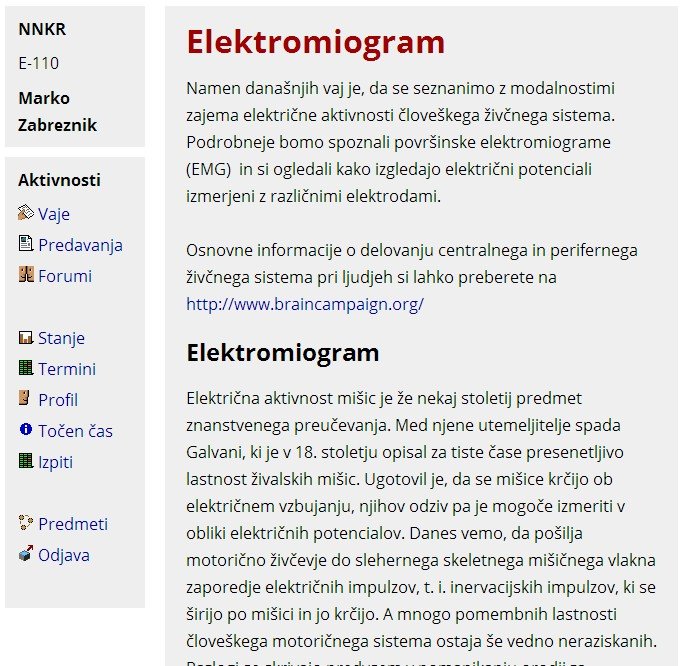 NNKR
E-110
Marko
Zabreznik
Aktivnosti
Vaje
Predavanja
Forumi
Stanje
Termini
Profil
Točen čas
Izpiti
Predmeti
Odjava
Elektromiogram
Namen današnjih vaj je, da se seznanimo z modalnostimi
zajema električne aktivnosti človeškega živčnega sistema.
Podrobneje bomo spoznali površinske elektromiograme
(EMG)  in si ogledali kako izgledajo električni potenciali
izmerjeni z različnimi elektrodami.
Osnovne informacije o delovanju centralnega in perifernega
živčnega sistema pri ljudjeh si lahko preberete na
http://www.braincampaign.org/
Elektromiogram
Električna aktivnost mišic je že nekaj stoletij predmet
znanstvenega preučevanja. Med njene utemeljitelje spada
Galvani, ki je v 18. stoletju opisal za tiste čase presenetljivo
lastnost živalskih mišic. Ugotovil je, da se mišice krčijo ob
električnem vzbujanju, njihov odziv pa je mogoče izmeriti v
obliki električnih potencialov. Danes vemo, da pošilja
motorično živčevje do slehernega skeletnega mišičnega vlakna
zaporedje električnih impulzov, t. i. inervacijskih impulzov, ki se
širijo po mišici in jo krčijo. A mnogo pomembnih lastnosti
človeškega motoričnega sistema ostaja še vedno neraziskanih.